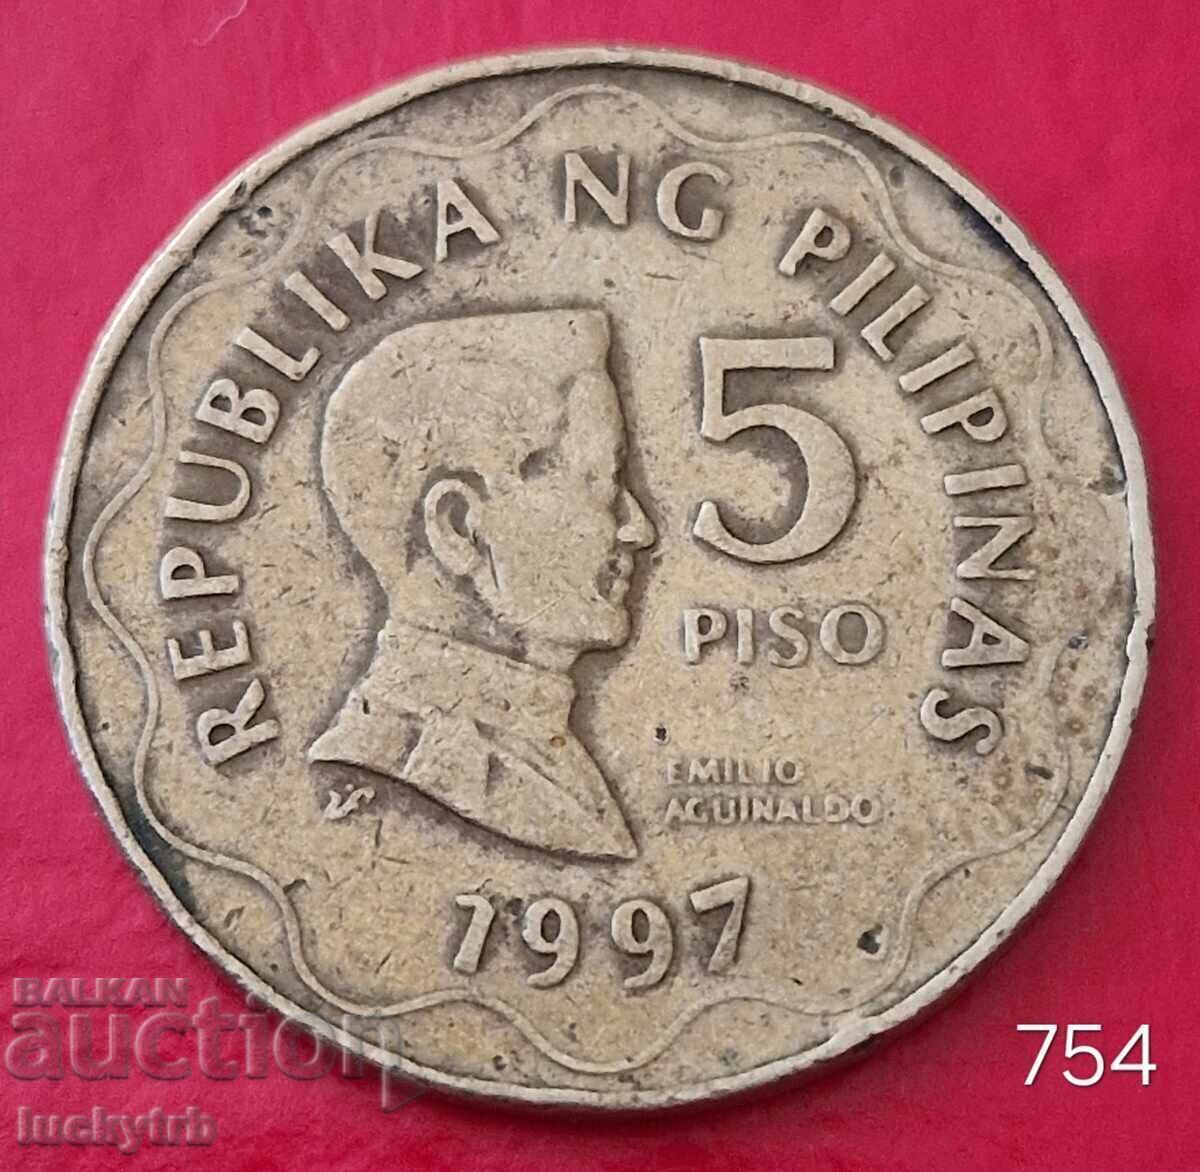 REPUBLIKA NG PILIPINAS
5
PISO
EMILIO
AGUINALDO
1997
BALKAN
auction
luckytrb
754